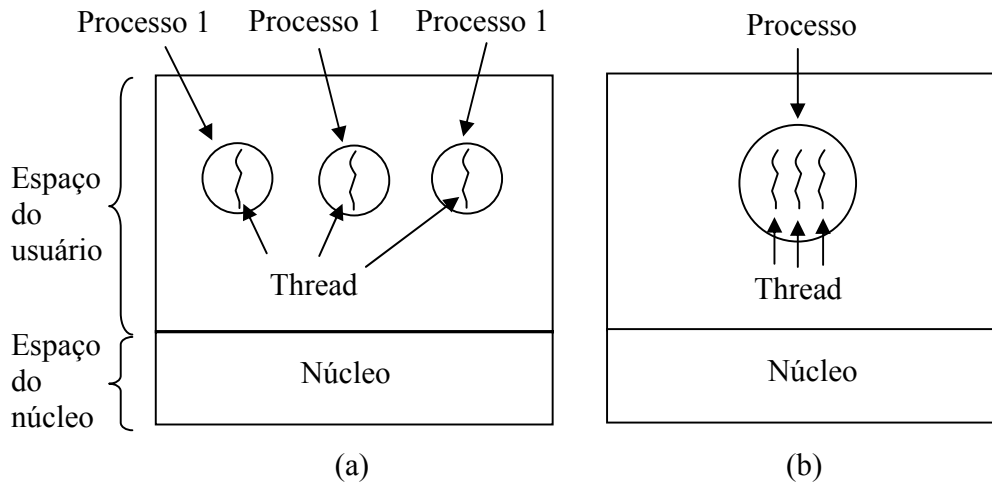 Processo 1 Processo 1 Processo 1
Processo
Espaço
do
usuário
Thread
Thread
Espaço
do
núcleo
Núcleo
Núcleo
(a)
(b)